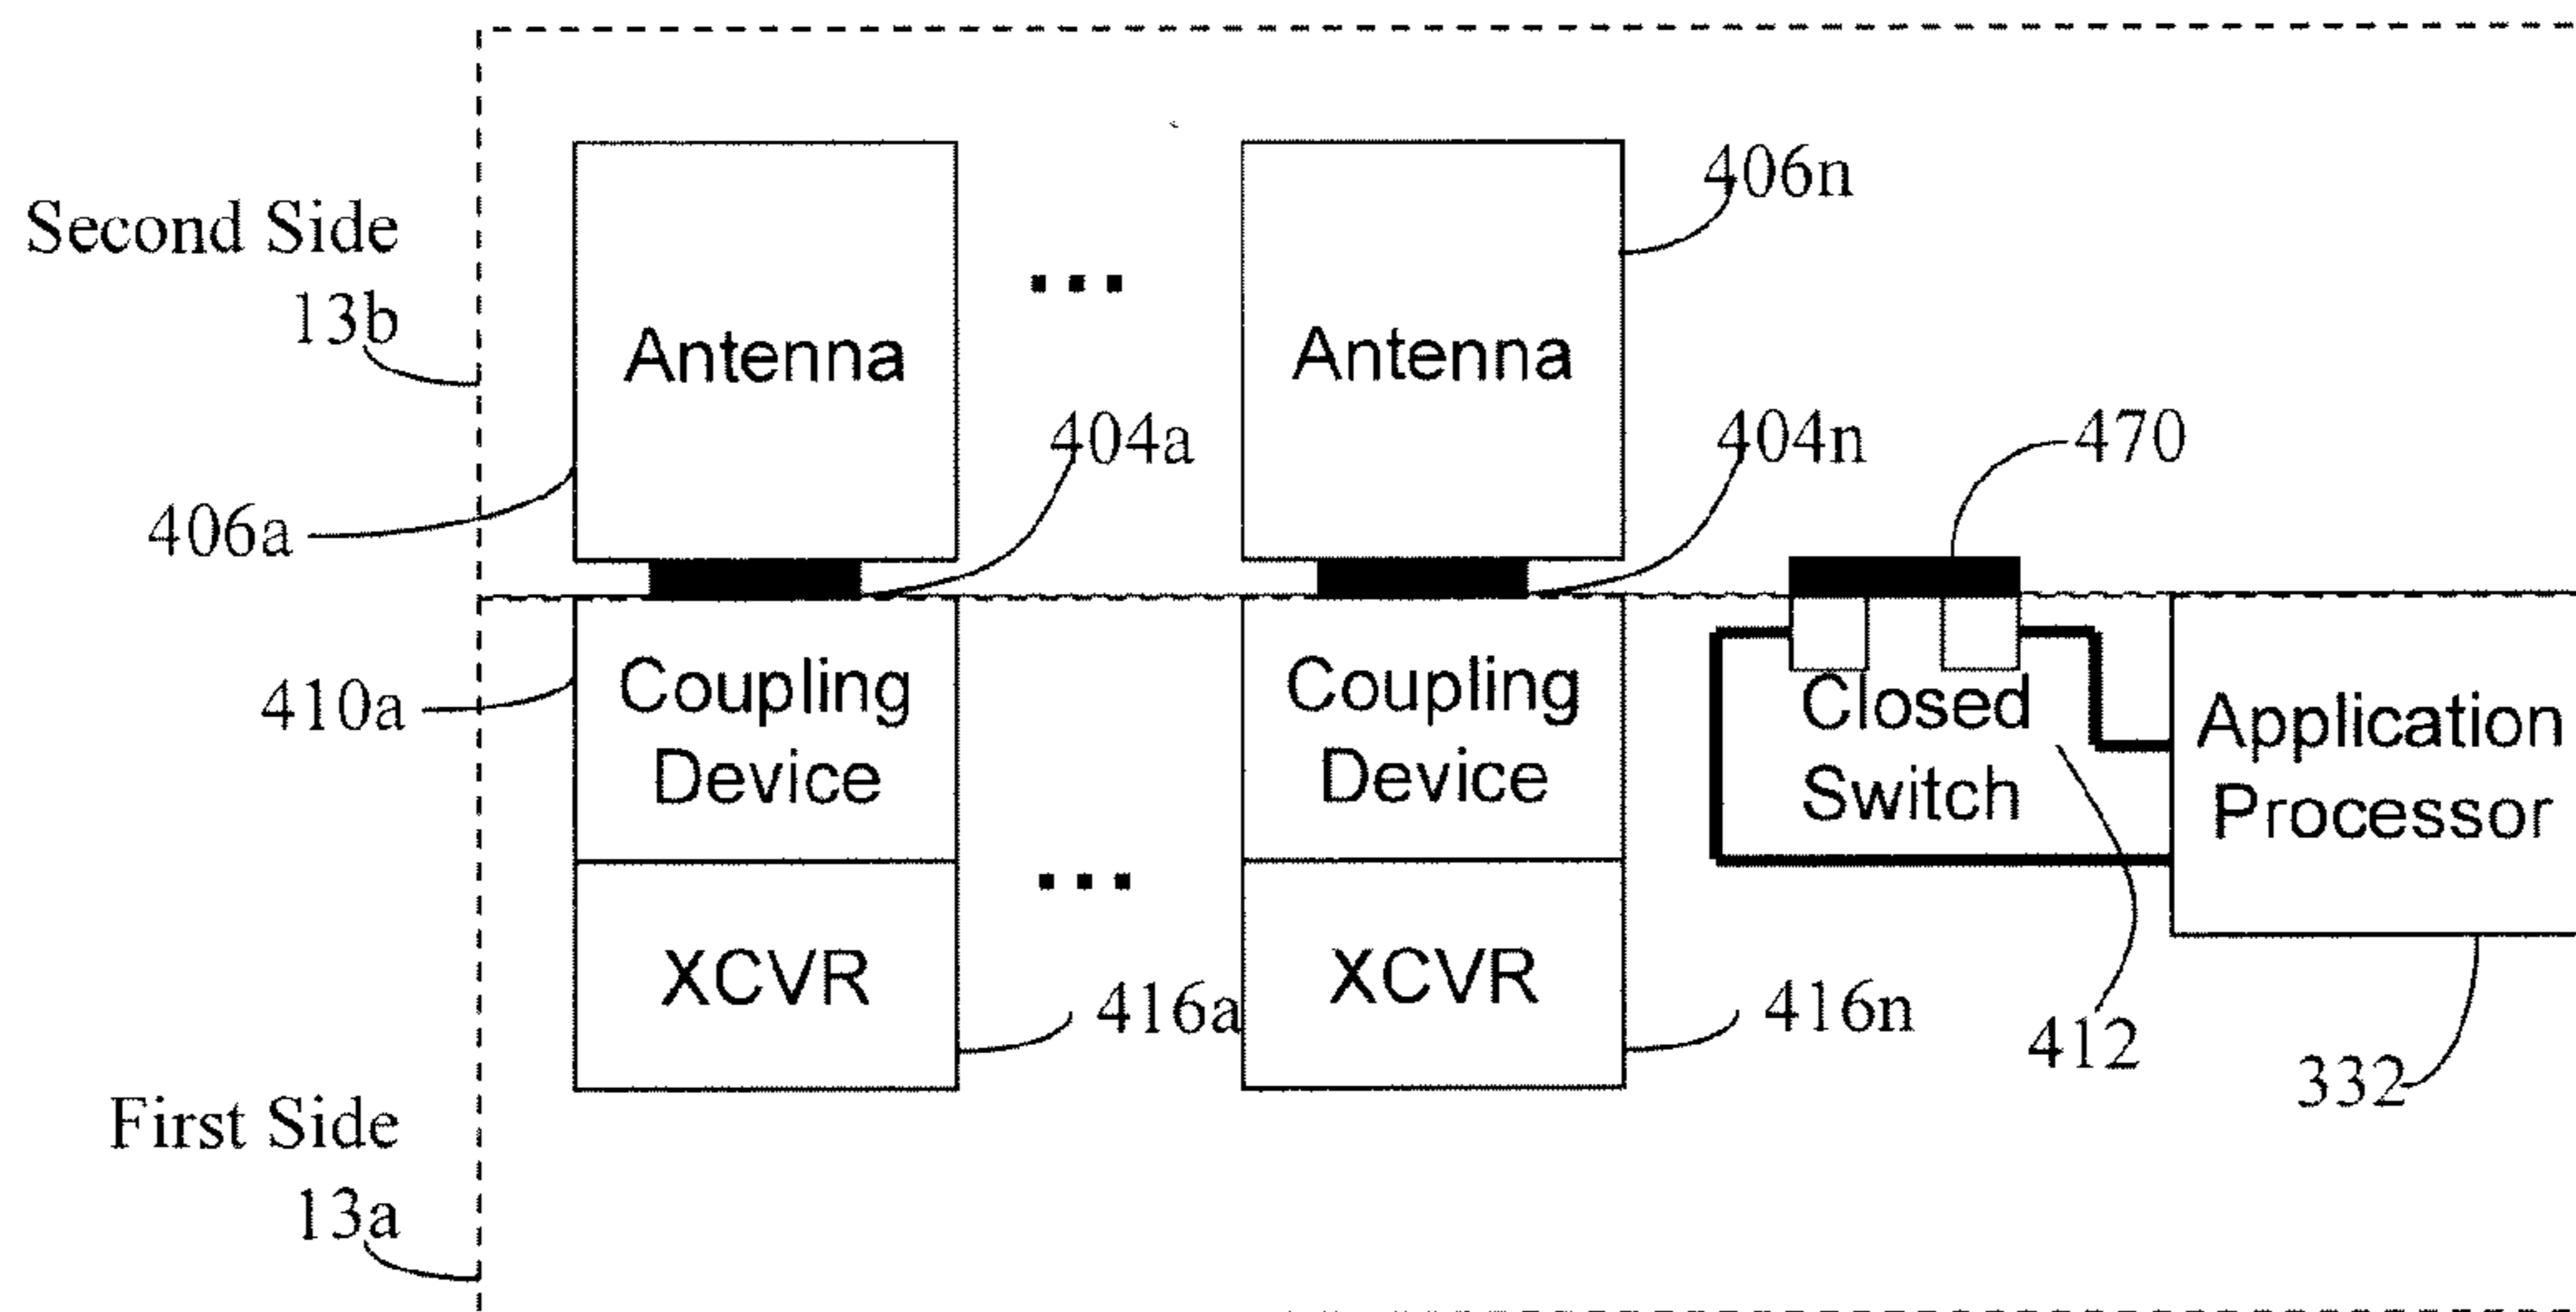 406n
Second Side
13b
...
Antenna
Antenna
404a
404n
470
406a
410a
Coupling
Device
Coupling
Device
Closed
Switch
Application
Processor
...
XCVR
XCVR
416a
416n
412
332
First Side
13a